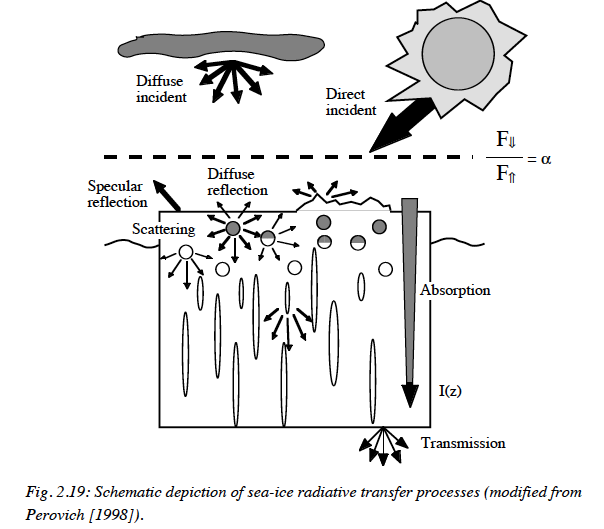 Diffuse
incident
Direct
incident
F⇓
F⇑
= α
Specular
reflection
Diffuse
reflection
Scattering
Absorption
I(z)
Transmission
Fig. 2.19: Schematic depiction of sea-ice radiative transfer processes (modified from
Perovich [1998]).